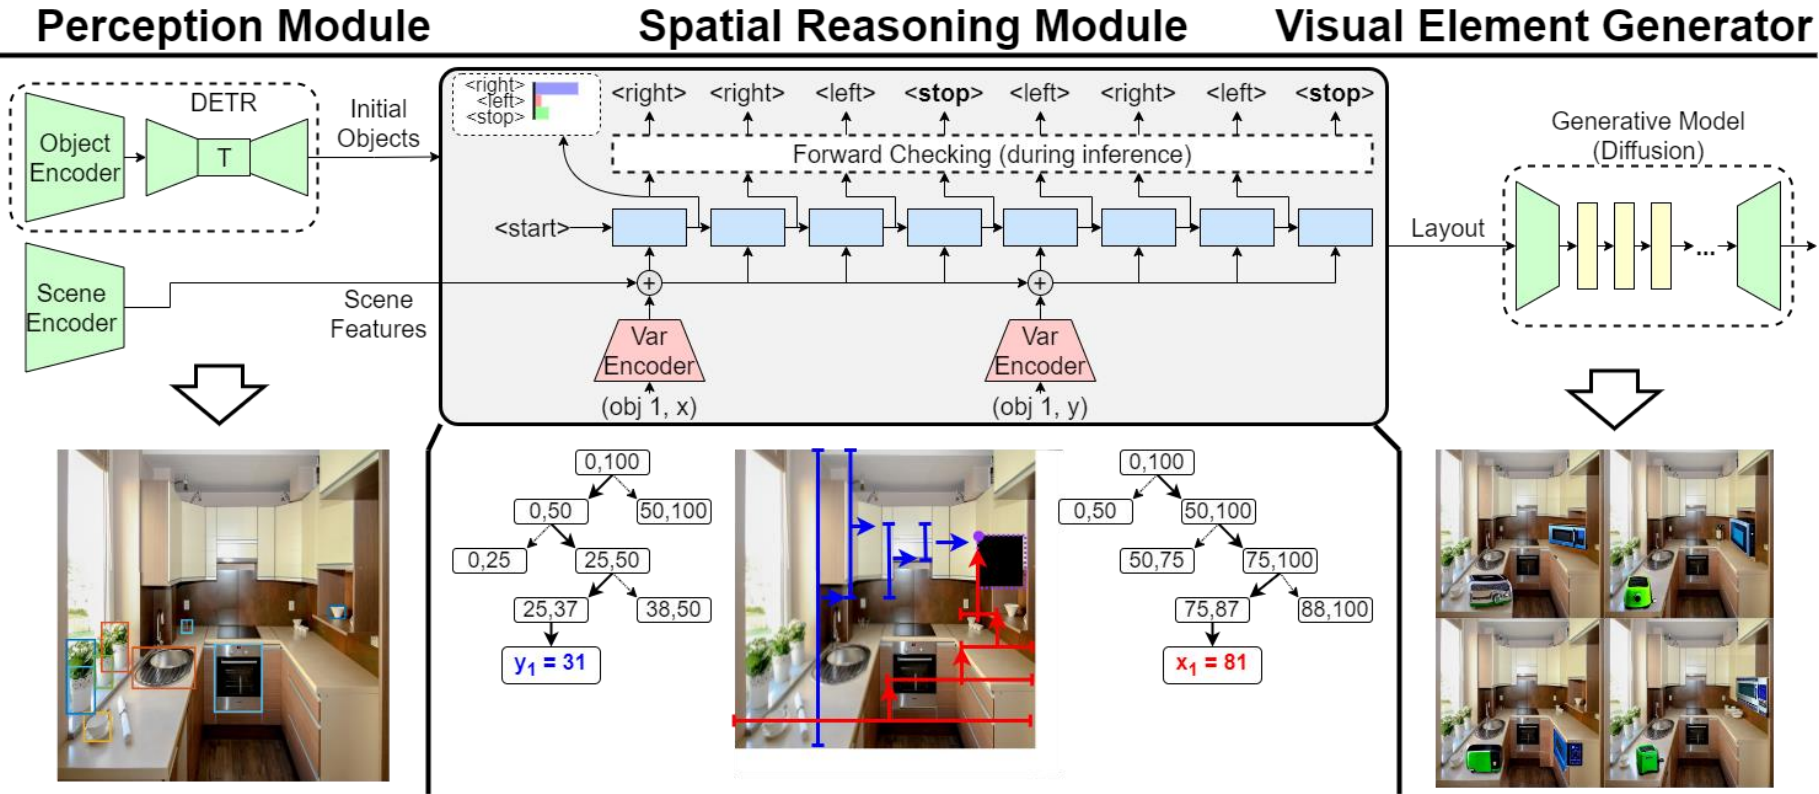 Perception Module
Spatial Reasoning Module
Visual Element Generator
DETR
Object
Encoder
T
Initial
Objects
Scene
Encoder
Scene
Features
<right>
<left>
<stop>
<right> <right> <left> <stop> <left> <right> <left> <stop>
Forward Checking (during inference)
<start>
+
+
Var
Encoder
Var
Encoder
(obj 1, x)
(obj 1, y)
Layout
Generative Model
(Diffusion)
...
0,100
0,50
50,100
0,25
25,50
25,37
38,50
y1 = 31
0,100
0,50
50,100
50,75
75,100
75,87
88,100
x1 = 81